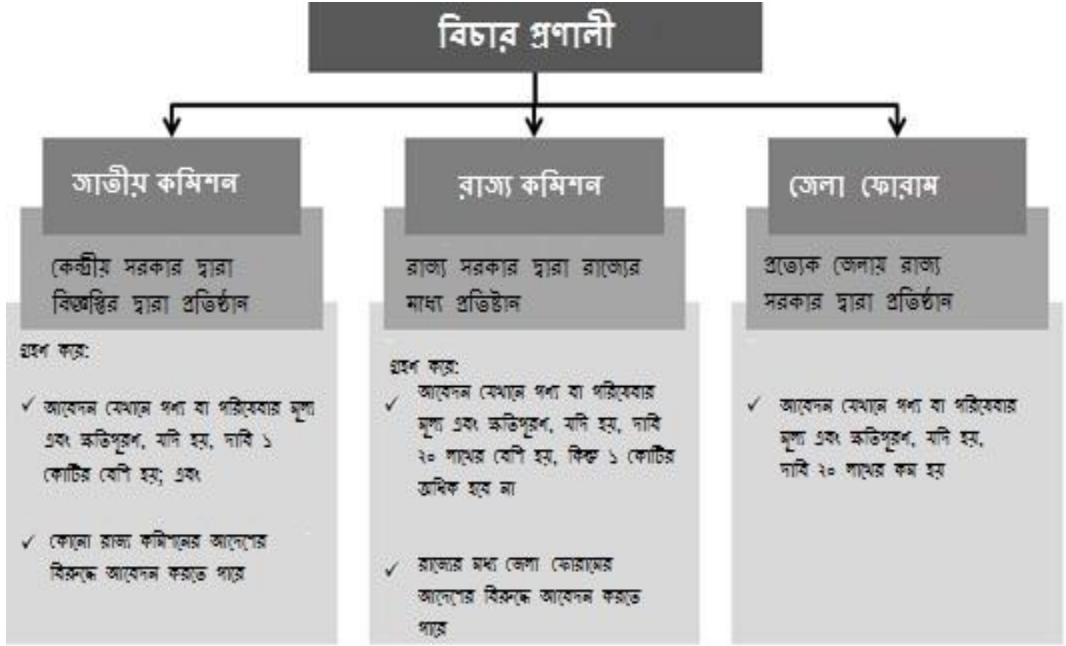 বিচার প্রণালী
জাতীয় কমিশন
কেন্দ্রীয় সরকার দ্বারা
বিজ্ঞপ্তির দ্বারা প্রতিষ্ঠান
গ্রহণ করে:
✓ আবেদন যেখানে পণ্য বা পরিষেবার মূল্য
এবং ক্ষতিপূরণ, যদি হয়, দাবি ১
কোটির বেশি হয়; এবং
✓ কোনো রাজ্য কমিশনের আদেশের
বিরুদ্ধে আবেদন করতে পারে
রাজ্য কমিশন
রাজ্য সরকার দ্বারা রাজ্যের
মাধ্য প্রতিষ্টান
গ্রহণ করে:
✓ আবেদন যেখানে পণ্য বা পরিষেবার
মূল্য এবং ক্ষতিপূরণ, যদি হয়, দাবি
২০ লাখের বেশি হয়, কিন্তু ১ কোটির
অধিক হবে না
✓ রাজ্যের মধ্য জেলা ফোরামের
আদেশের বিরুদ্ধে আবেদন করতে
পারে
জেলা ফোরাম
প্রত্যেক জেলায় রাজ্য
সরকার দ্বারা প্রতিষ্ঠান
✓ আবেদন যেখানে পণ্য বা পরিষেবার
মূল্য এবং ক্ষতিপূরণ, যদি হয়,
দাবি ২০ লাখের কম হয়